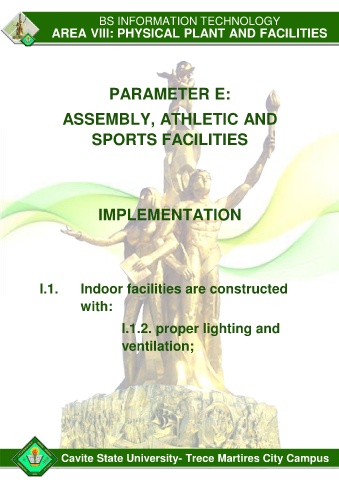 BS INFORMATION TECHNOLOGY
AREA VIII: PHYSICAL PLANT AND FACILITIES
PARAMETER E:
ASSEMBLY, ATHLETIC AND
SPORTS FACILITIES
IMPLEMENTATION
I.1. Indoor facilities are constructed
with:
I.1.2. proper lighting and
ventilation;
Cavite State University- Trece Martires City Campus